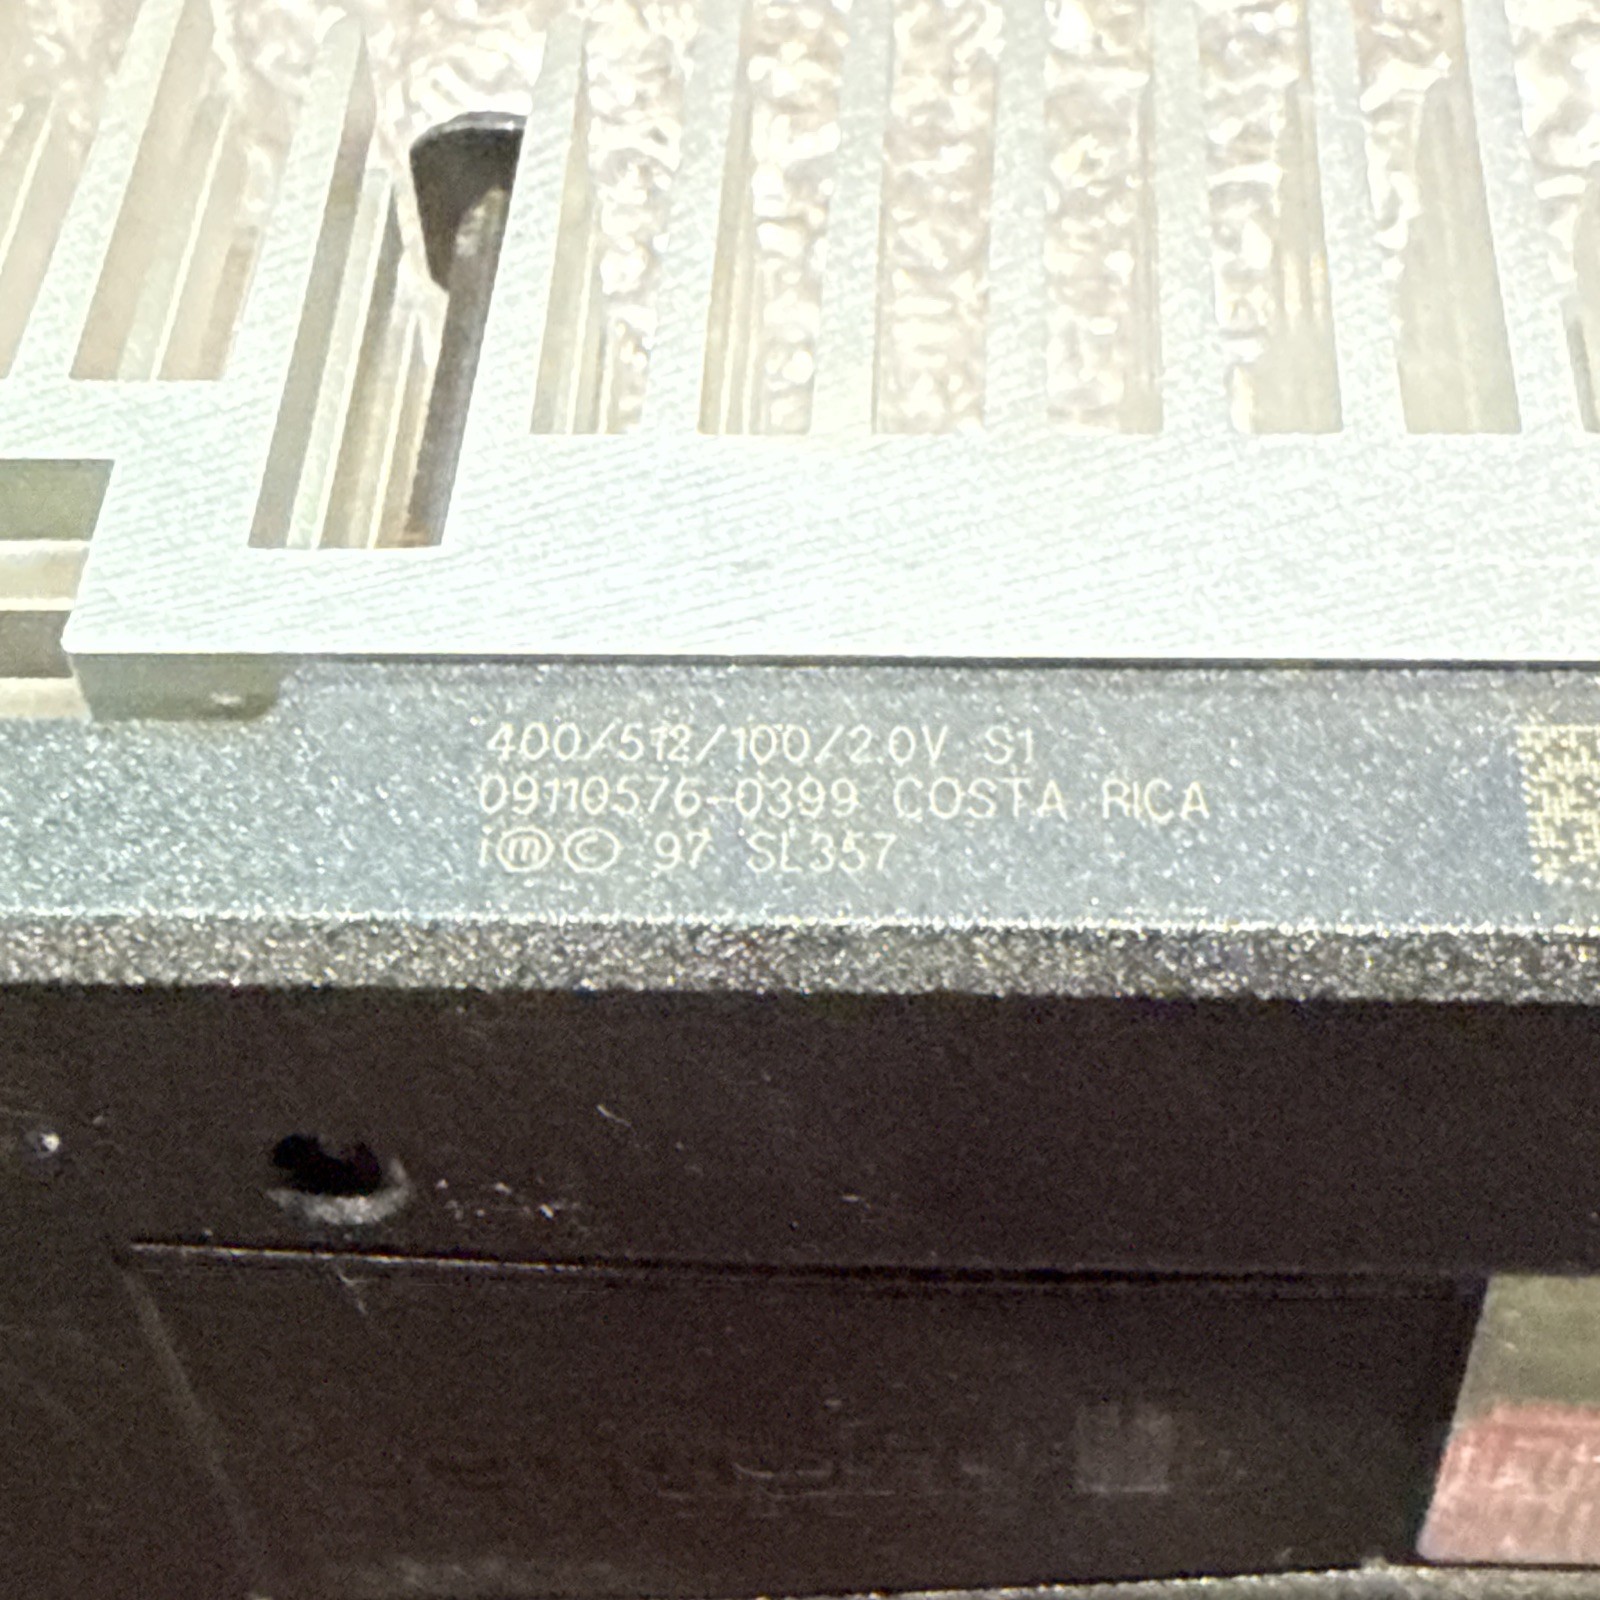 400/512/100/2.0V S1
09110576-0399 COSTA RICA
i ⓜ © '97 SL357